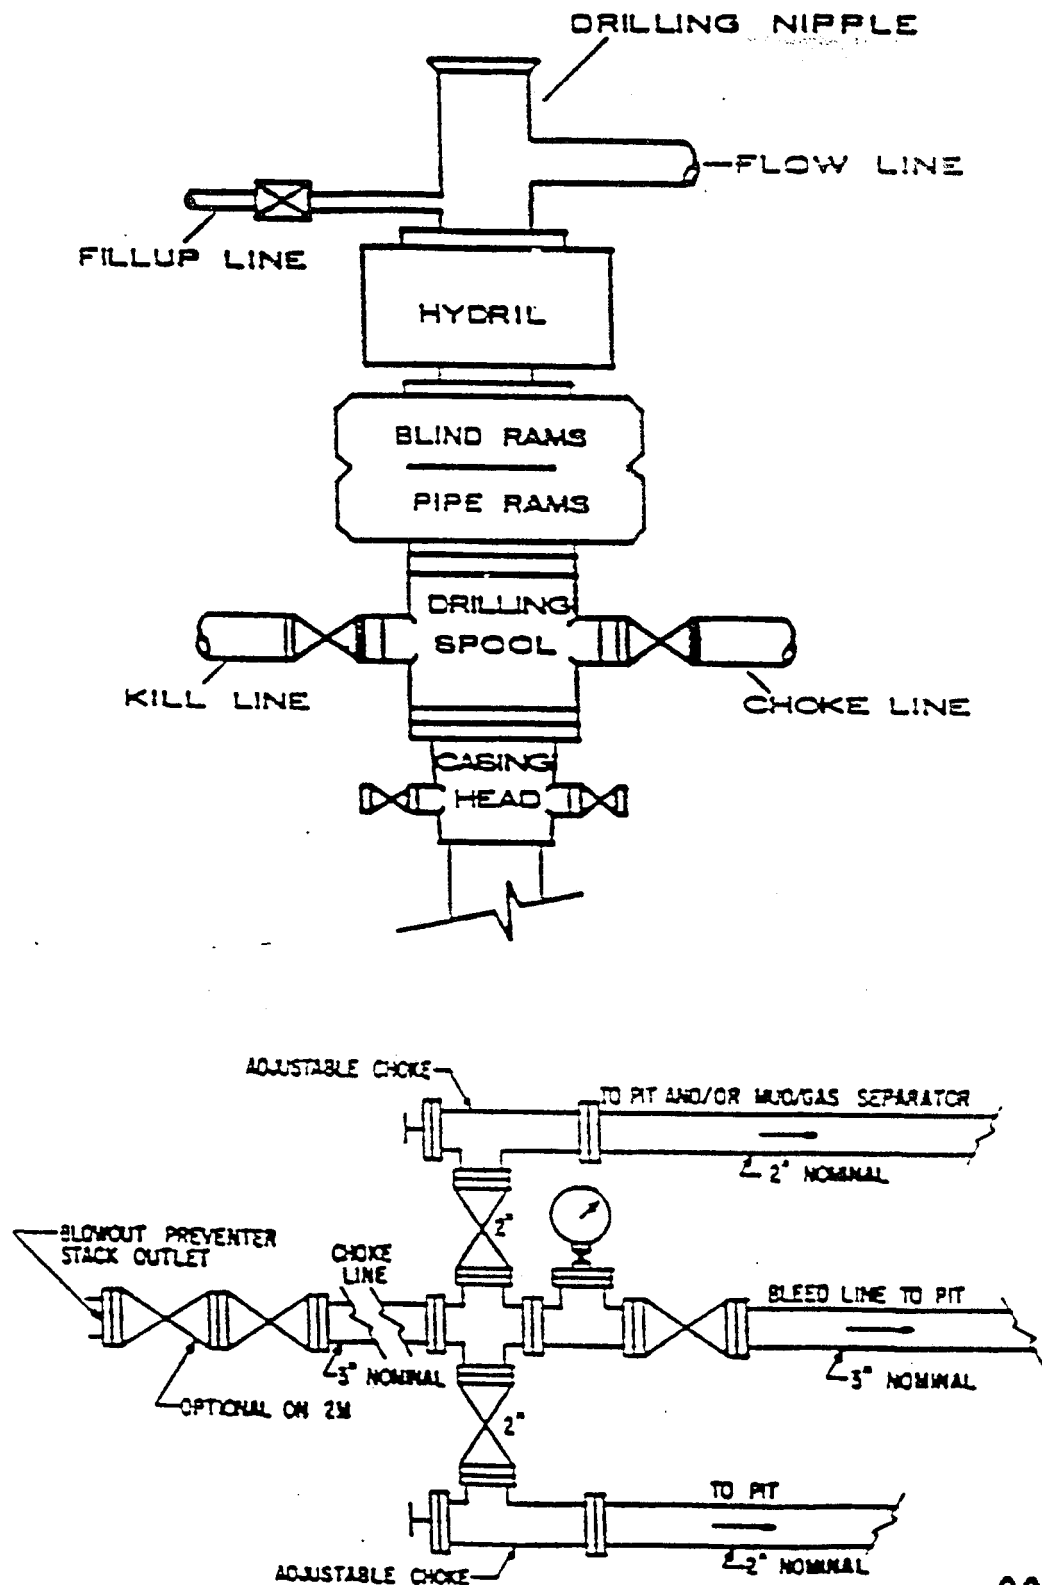 DRILLING NIPPLE
FLOW LINE
FILLUP LINE
HYDRIL
BLIND RAMS
PIPE RAMS
DRILLING
SPOOL
KILL LINE
CHOKE LINE
CASING
HEAD
ADJUSTABLE CHOKE
TO PIT AND/OR MUD/GAS SEPARATOR
2" NOMINAL
2"
BLOWOUT PREVENTER
STACK OUTLET
CHOKE
LINE
BLEED LINE TO PIT
3" NOMINAL
3" NOMINAL
OPTIONAL ON 2M
2"
TO PIT
2" NOMINAL
ADJUSTABLE CHOKE